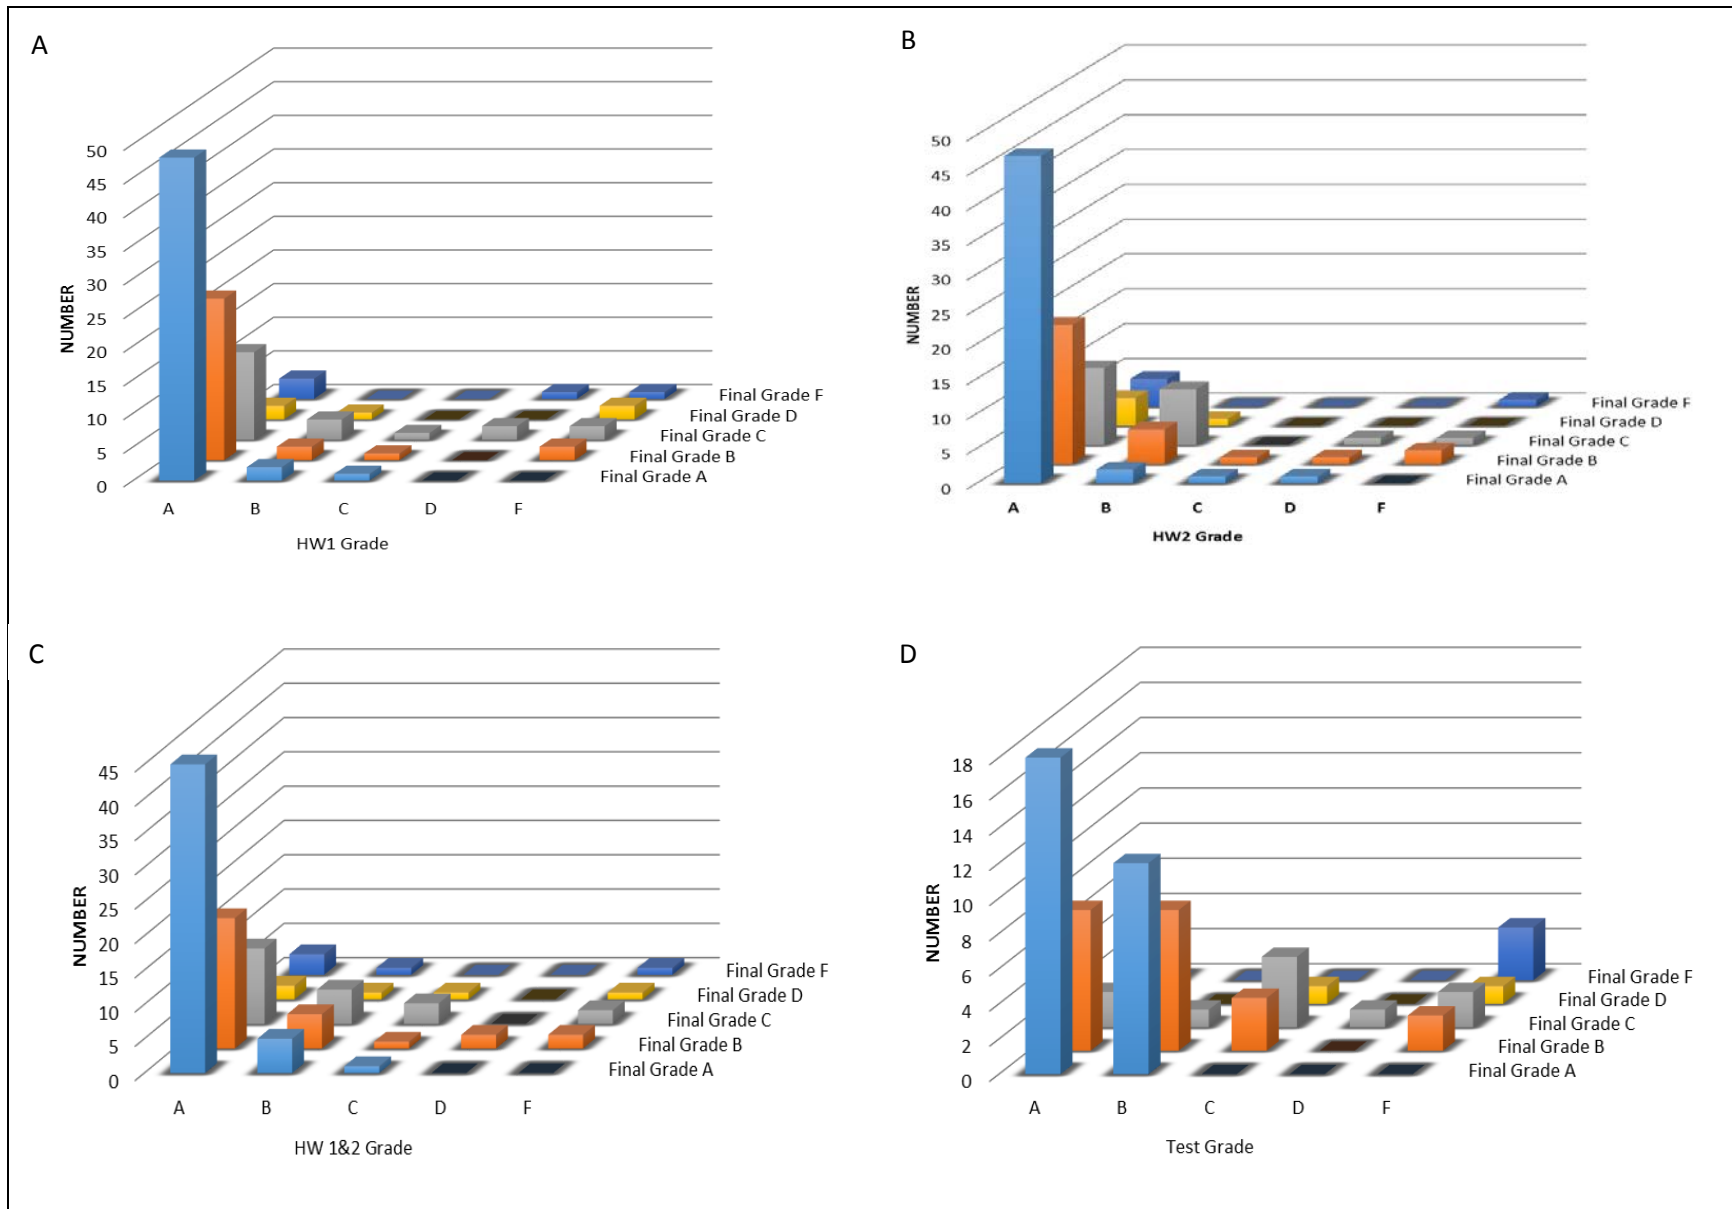 A
50
45
40
35
30
25
20
15
10
5
0
NUMBER
Final Grade F
Final Grade D
Final Grade C
Final Grade B
Final Grade A
A B C D F
HW1 Grade
B
50
45
40
35
30
25
20
15
10
5
0
NUMBER
Final Grade F
Final Grade D
Final Grade C
Final Grade B
Final Grade A
A B C D F
HW2 Grade
C
45
40
35
30
25
20
15
10
5
0
NUMBER
Final Grade F
Final Grade D
Final Grade C
Final Grade B
Final Grade A
A B C D F
HW 1&2 Grade
D
18
16
14
12
10
8
6
4
2
0
NUMBER
Final Grade F
Final Grade D
Final Grade C
Final Grade B
Final Grade A
A B C D F
Test Grade